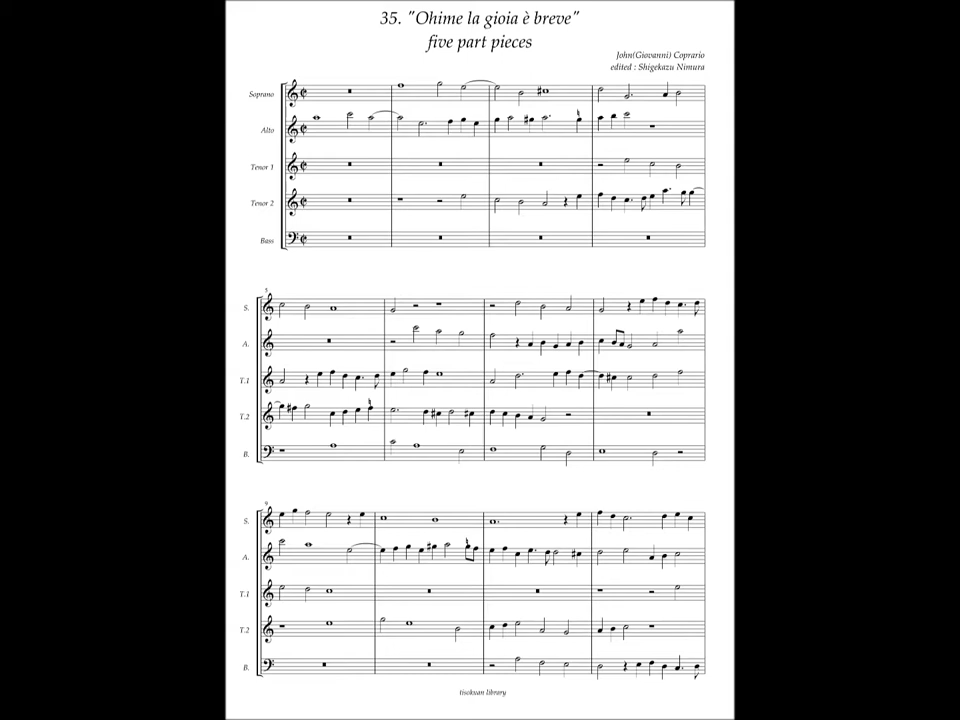 35. "Ohime la gioia è breve"
five part pieces
John(Giovanni) Coprario
edited : Shigekazu Nimura
Soprano
Alto
Tenor 1
Tenor 2
Bass
5
S.
A.
T.1
T.2
B.
9
S.
A.
T.1
T.2
B.
tisokuan library